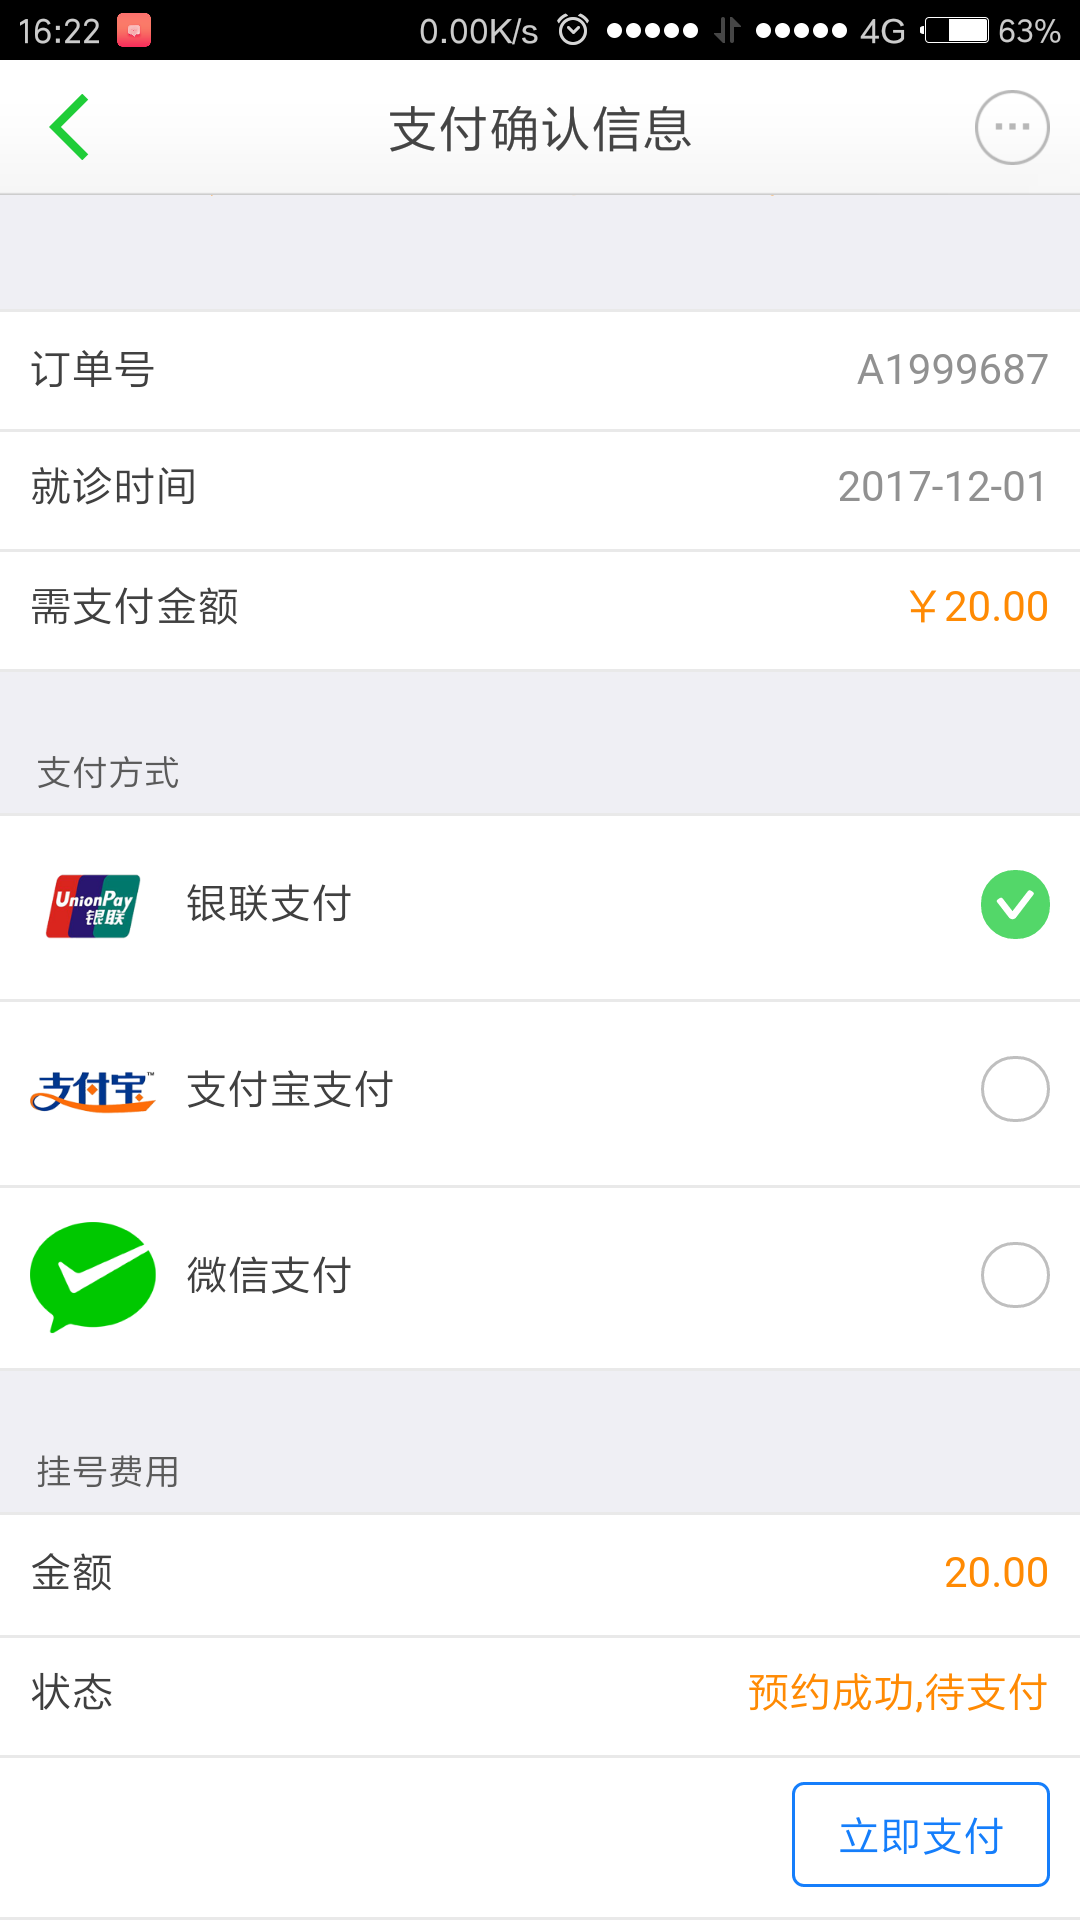 16:22 0.00K/s 4G 63%
支付确认信息
订单号 A1999687
就诊时间 2017-12-01
需支付金额 ¥20.00
支付方式
UnionPay 银联 银联支付
支付宝™ 支付宝支付
微信支付
挂号费用
金额 20.00
状态 预约成功,待支付
立即支付